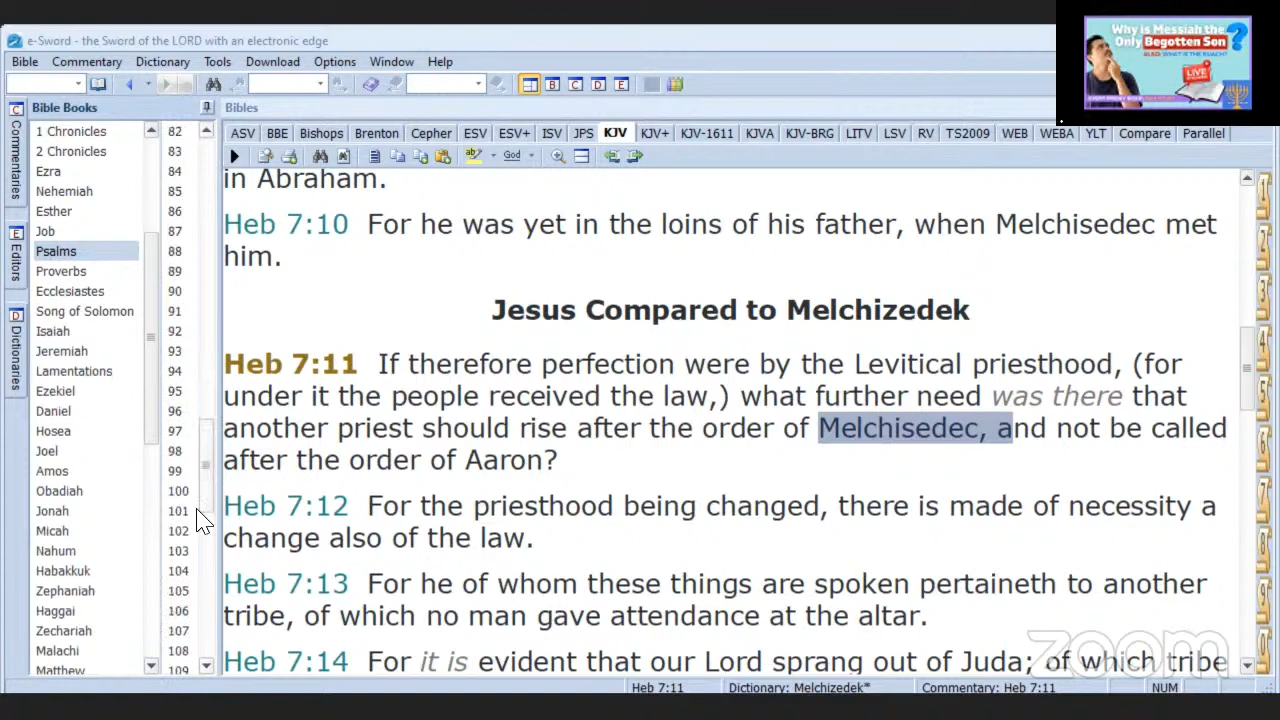 e-Sword - the Sword of the LORD with an electronic edge
Why is Messiah the
Only Begotten Son
?
LIVE
Bible Commentary Dictionary Tools Download Options Window Help
B C D E
Bible Books
Bibles
C Commentaries
E Editors
D Dictionaries
1 Chronicles
2 Chronicles
Ezra
Nehemiah
Esther
Job
Psalms
Proverbs
Ecclesiastes
Song of Solomon
Isaiah
Jeremiah
Lamentations
Ezekiel
Daniel
Hosea
Joel
Amos
Obadiah
Jonah
Micah
Nahum
Habakkuk
Zephaniah
Haggai
Zechariah
Malachi
Matthew
82
83
84
85
86
87
88
89
90
91
92
93
94
95
96
97
98
99
100
101
102
103
104
105
106
107
108
109
ASV BBE Bishops Brenton Cepher ESV ESV+ ISV JPS KJV KJV+ KJV-1611 KJVA KJV-BRG LITV LSV RV TS2009 WEB WEBA YLT Compare Parallel
God
in Abraham.
Heb 7:10 For he was yet in the loins of his father, when Melchisedec met
him.
Jesus Compared to Melchizedek
Heb 7:11 If therefore perfection were by the Levitical priesthood, (for
under it the people received the law,) what further need was there that
another priest should rise after the order of Melchisedec, and not be called
after the order of Aaron?
Heb 7:12 For the priesthood being changed, there is made of necessity a
change also of the law.
Heb 7:13 For he of whom these things are spoken pertaineth to another
tribe, of which no man gave attendance at the altar.
Heb 7:14 For it is evident that our Lord sprang out of Juda; of which tribe
zoom
Heb 7:11 Dictionary: Melchizedek* Commentary: Heb 7:11 NUM